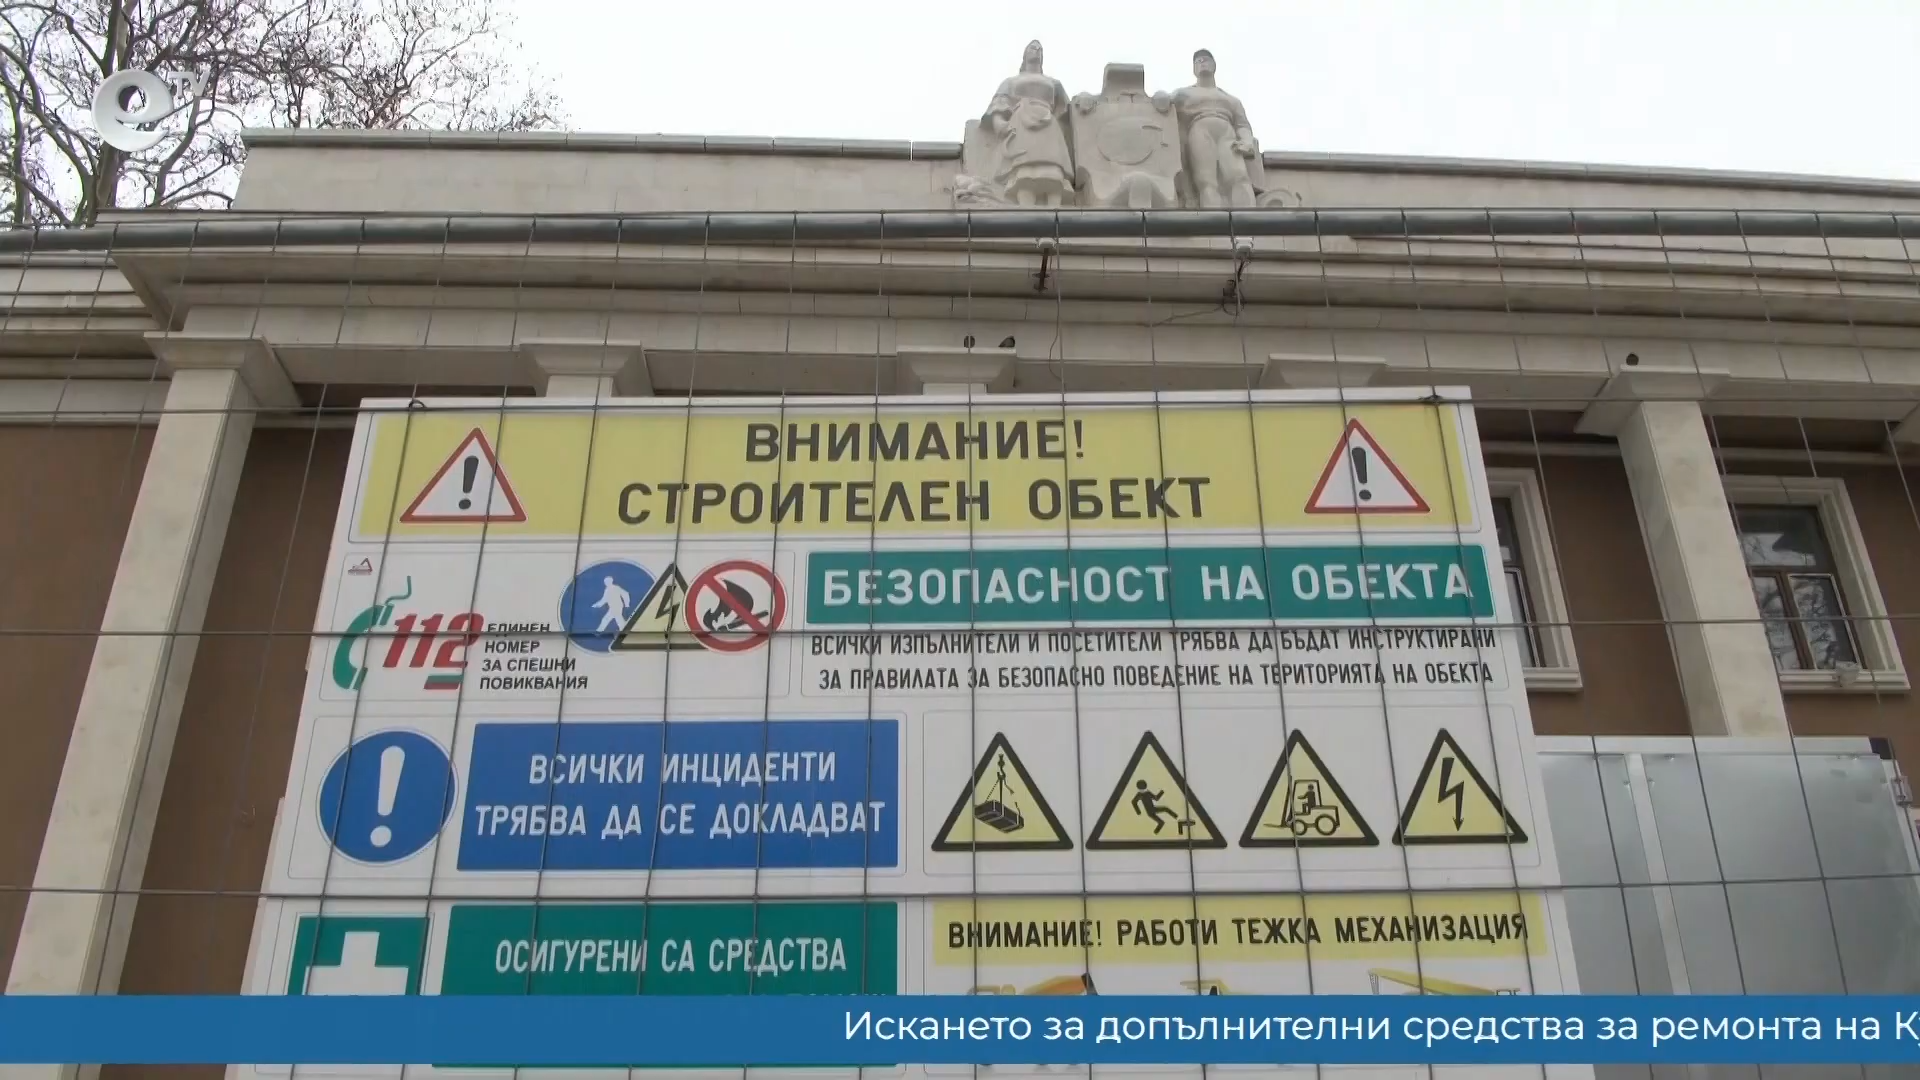 e TV
ВНИМАНИЕ!
СТРОИТЕЛЕН ОБЕКТ
112
ЕДИНЕН
НОМЕР
ЗА СПЕШНИ
ПОВИКВАНИЯ
БЕЗОПАСНОСТ НА ОБЕКТА
ВСИЧКИ ИЗПЪЛНИТЕЛИ И ПОСЕТИТЕЛИ ТРЯБВА ДА БЪДАТ ИНСТРУКТИРАНИ
ЗА ПРАВИЛАТА ЗА БЕЗОПАСНО ПОВЕДЕНИЕ НА ТЕРИТОРИЯТА НА ОБЕКТА
ВСИЧКИ ИНЦИДЕНТИ
ТРЯБВА ДА СЕ ДОКЛАДВАТ
ОСИГУРЕНИ СА СРЕДСТВА
ВНИМАНИЕ! РАБОТИ ТЕЖКА МЕХАНИЗАЦИЯ
Искането за допълнителни средства за ремонта на